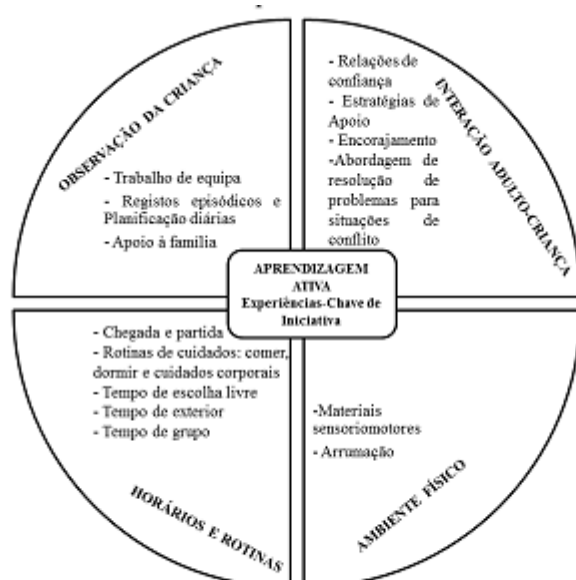 OBSERVAÇÃO DA CRIANÇA
- Trabalho de equipa
- Registos episódicos e
Planificação diárias
- Apoio à família
INTERAÇÃO ADULTO-CRIANÇA
- Relações de
confiança
- Estratégias de
Apoio
- Encorajamento
-Abordagem de
resolução de
problemas para
situações de
conflito
APRENDIZAGEM
ATIVA
Experiências-Chave de
Iniciativa
- Chegada e partida
- Rotinas de cuidados: comer,
dormir e cuidados corporais
- Tempo de escolha livre
- Tempo de exterior
- Tempo de grupo
HORÁRIOS E ROTINAS
-Materiais
sensoriomotores
- Arrumação
AMBIENTE FÍSICO